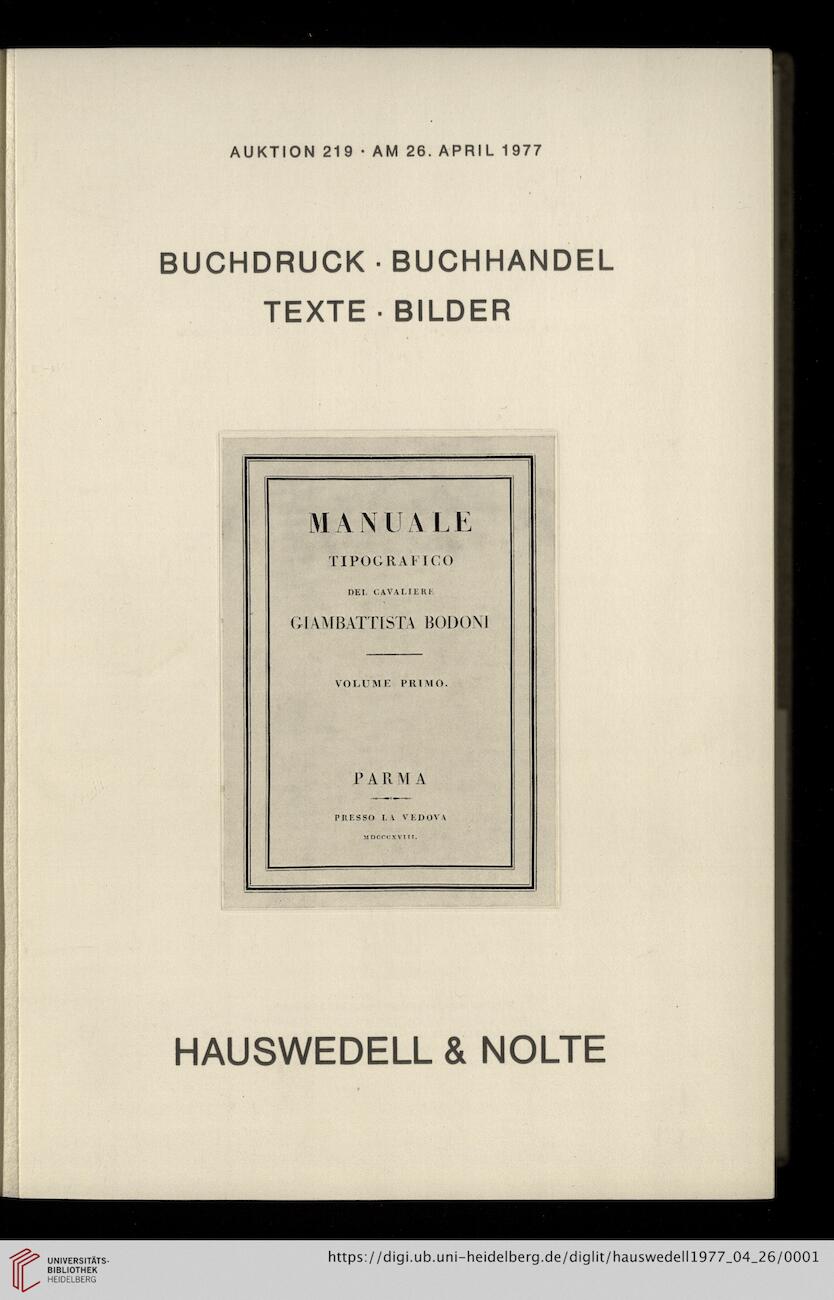 AUKTION 219 · AM 26. APRIL 1977
BUCHDRUCK · BUCHHANDEL
TEXTE · BILDER
MANUALE
TIPOGRAFICO
DEL CAVALIERE
GIAMBATTISTA BODONI
VOLUME PRIMO.
PARMA
PRESSO LA VEDOVA
MDCCCXVIII.
HAUSWEDELL & NOLTE
UNIVERSITÄTS-
BIBLIOTHEK
HEIDELBERG
https://digi.ub.uni-heidelberg.de/diglit/hauswedell1977_04_26/0001